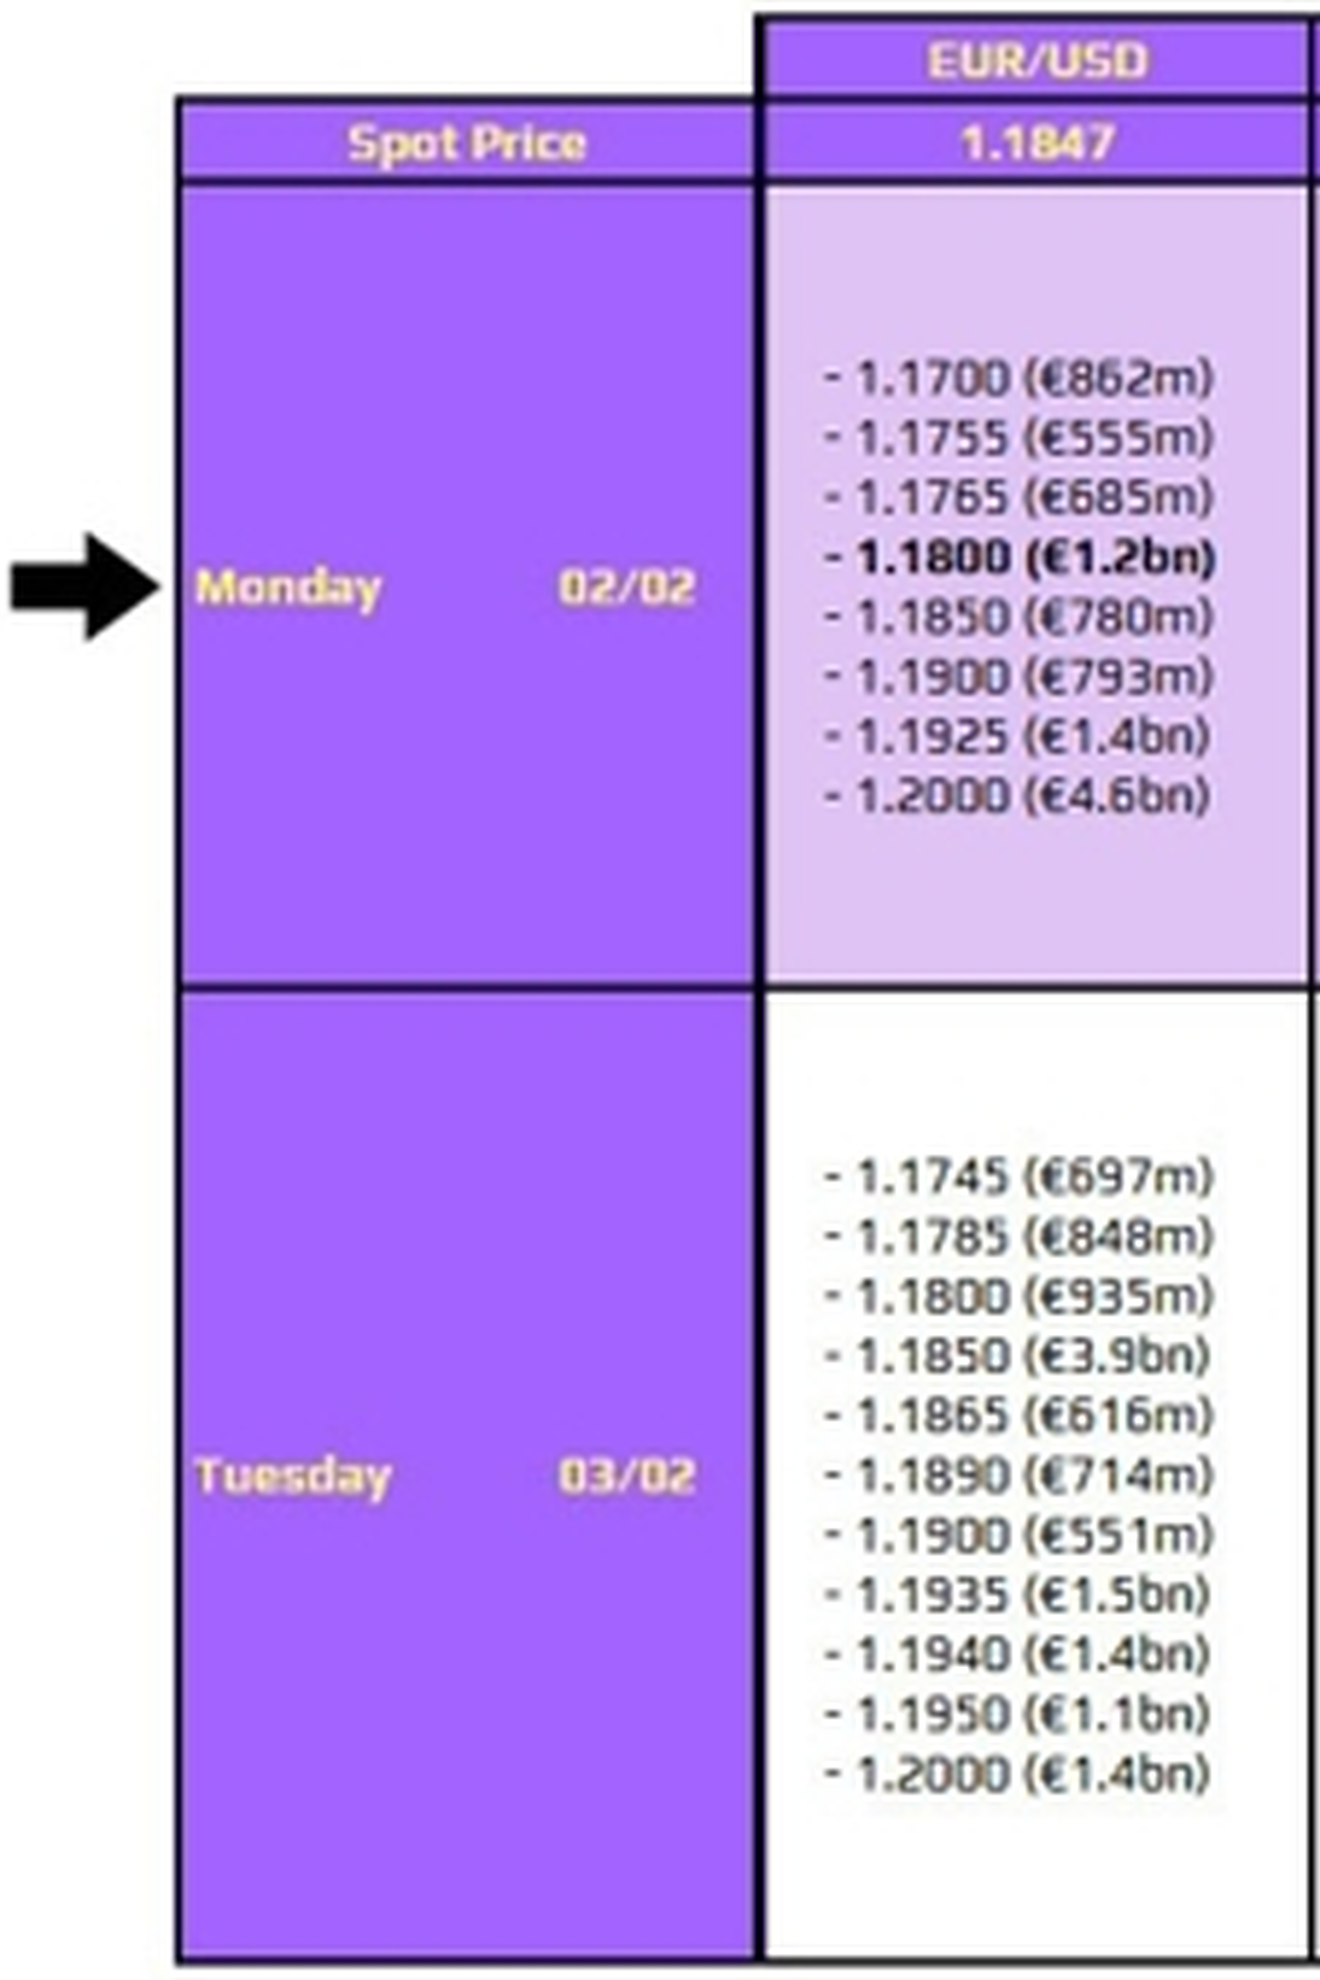 EUR/USD
Spot Price 1.1847
Monday 02/02
- 1.1700 (€862m)
- 1.1755 (€555m)
- 1.1765 (€685m)
- 1.1800 (€1.2bn)
- 1.1850 (€780m)
- 1.1900 (€793m)
- 1.1925 (€1.4bn)
- 1.2000 (€4.6bn)
Tuesday 03/02
- 1.1745 (€697m)
- 1.1785 (€848m)
- 1.1800 (€935m)
- 1.1850 (€3.9bn)
- 1.1865 (€616m)
- 1.1890 (€714m)
- 1.1900 (€551m)
- 1.1935 (€1.5bn)
- 1.1940 (€1.4bn)
- 1.1950 (€1.1bn)
- 1.2000 (€1.4bn)